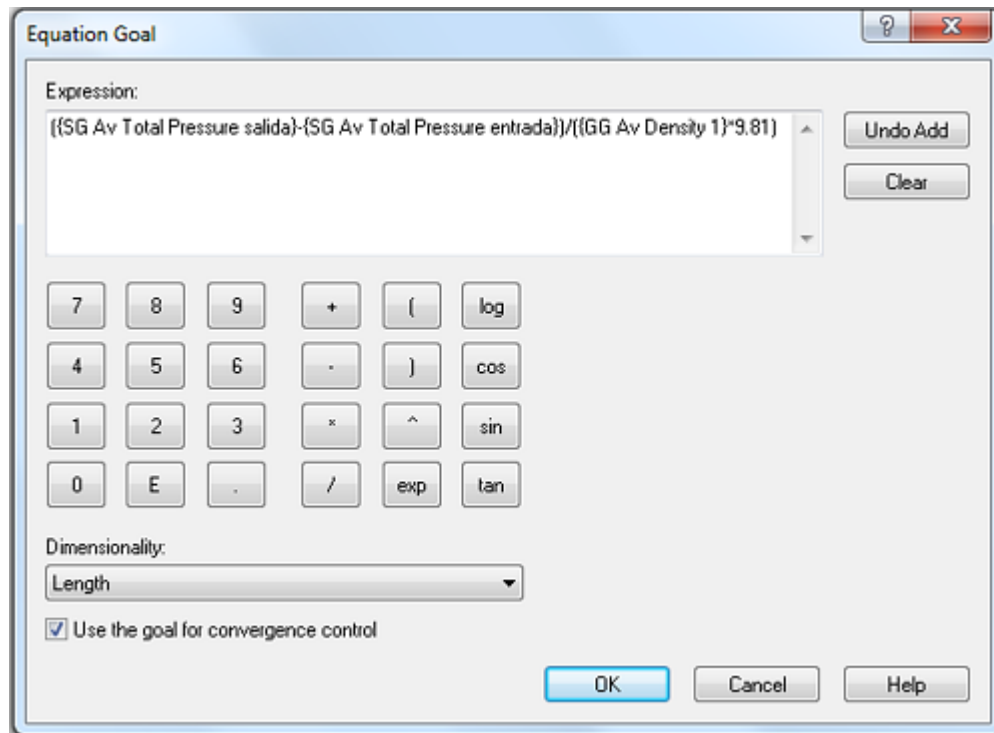 Equation Goal
?
Expression:
({SG Av Total Pressure salida}-{SG Av Total Pressure entrada})/({GG Av Density 1}*9.81)
Undo Add
Clear
7 8 9 + ( log
4 5 6 - ) cos
1 2 3 * ^ sin
0 E . / exp tan
Dimensionality:
Length
Use the goal for convergence control
OK Cancel Help